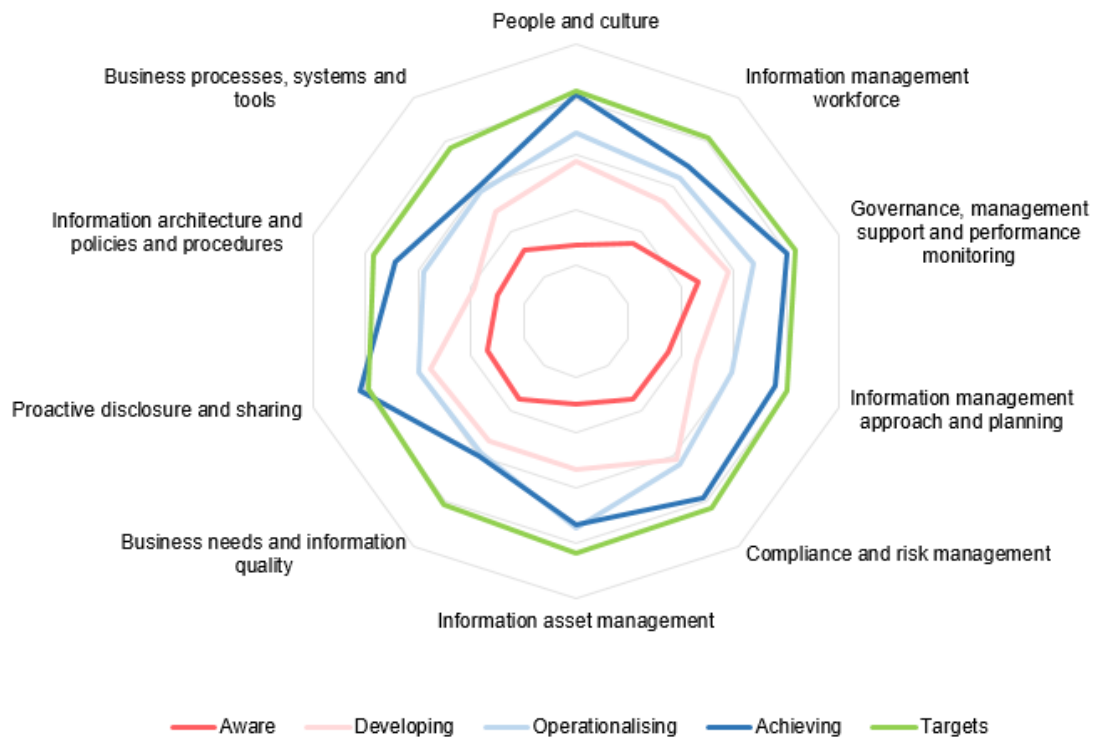 People and culture
Business processes, systems and
tools
Information management
workforce
Information architecture and
policies and procedures
Governance, management
support and performance
monitoring
Proactive disclosure and sharing
Information management
approach and planning
Business needs and information
quality
Compliance and risk management
Information asset management
Aware
Developing
Operationalising
Achieving
Targets